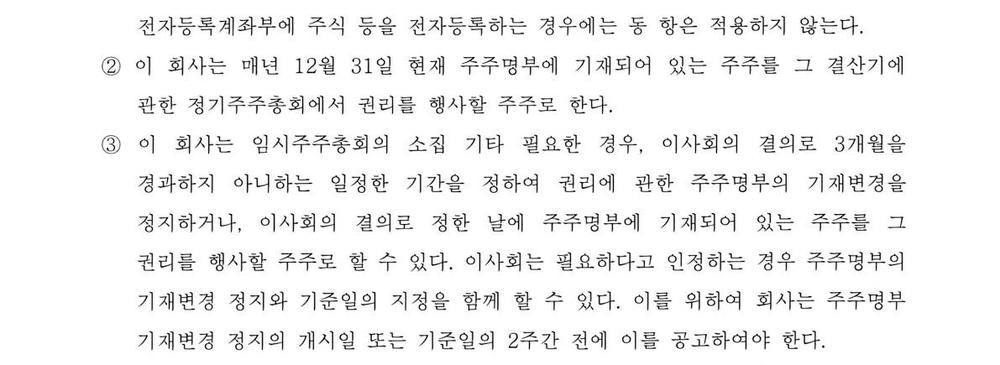 전자등록계좌부에 주식 등을 전자등록하는 경우에는 동 항은 적용하지 않는다.
② 이 회사는 매년 12월 31일 현재 주주명부에 기재되어 있는 주주를 그 결산기에
관한 정기주주총회에서 권리를 행사할 주주로 한다.
③ 이 회사는 임시주주총회의 소집 기타 필요한 경우, 이사회의 결의로 3개월을
경과하지 아니하는 일정한 기간을 정하여 권리에 관한 주주명부의 기재변경을
정지하거나, 이사회의 결의로 정한 날에 주주명부에 기재되어 있는 주주를 그
권리를 행사할 주주로 할 수 있다. 이사회는 필요하다고 인정하는 경우 주주명부의
기재변경 정지와 기준일의 지정을 함께 할 수 있다. 이를 위하여 회사는 주주명부
기재변경 정지의 개시일 또는 기준일의 2주간 전에 이를 공고하여야 한다.